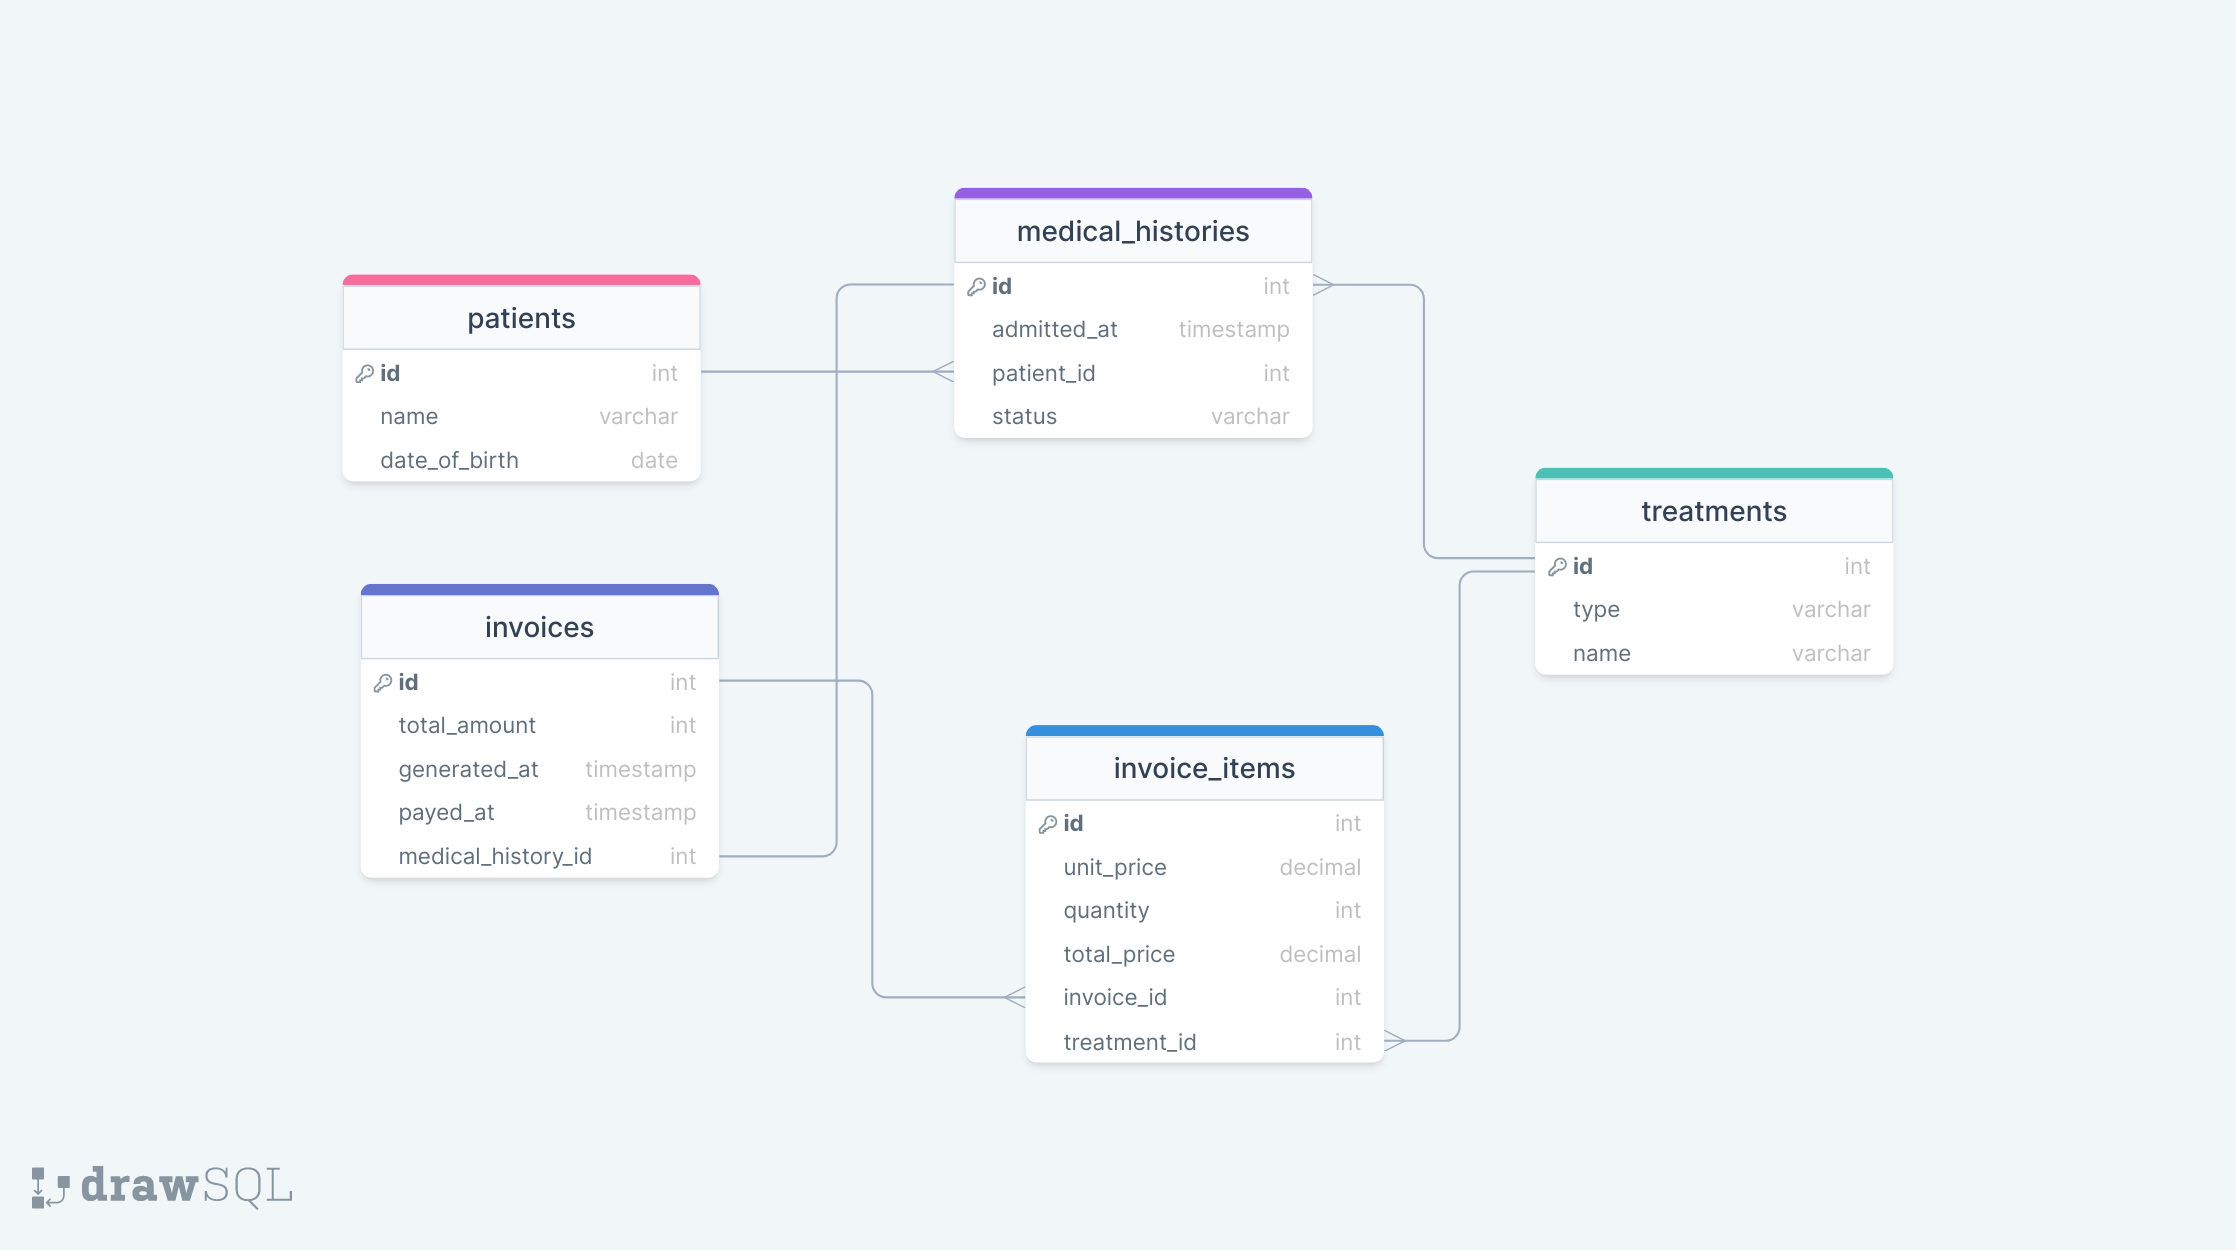 medical_histories
id int
admitted_at timestamp
patient_id int
status varchar
patients
id int
name varchar
date_of_birth date
treatments
id int
type varchar
name varchar
invoices
id int
total_amount int
generated_at timestamp
payed_at timestamp
medical_history_id int
invoice_items
id int
unit_price decimal
quantity int
total_price decimal
invoice_id int
treatment_id int
drawSQL